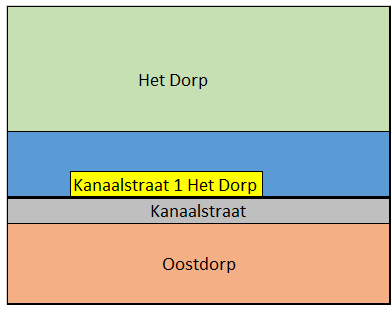 Het Dorp
Kanaalstraat 1 Het Dorp
Kanaalstraat
Oostdorp